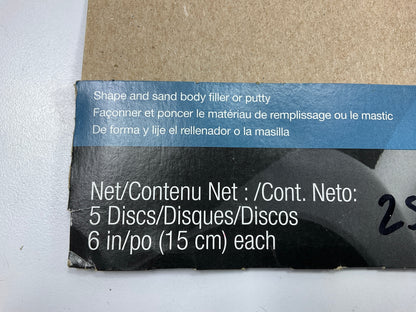 Shape and sand body filler or putty
Façonner et poncer le matériau de remplissage ou le mastic
De forma y lije el rellenador o la masilla
Net/Contenu Net : /Cont. Neto:
5 Discs/Disques/Discos
6 in/po (15 cm) each